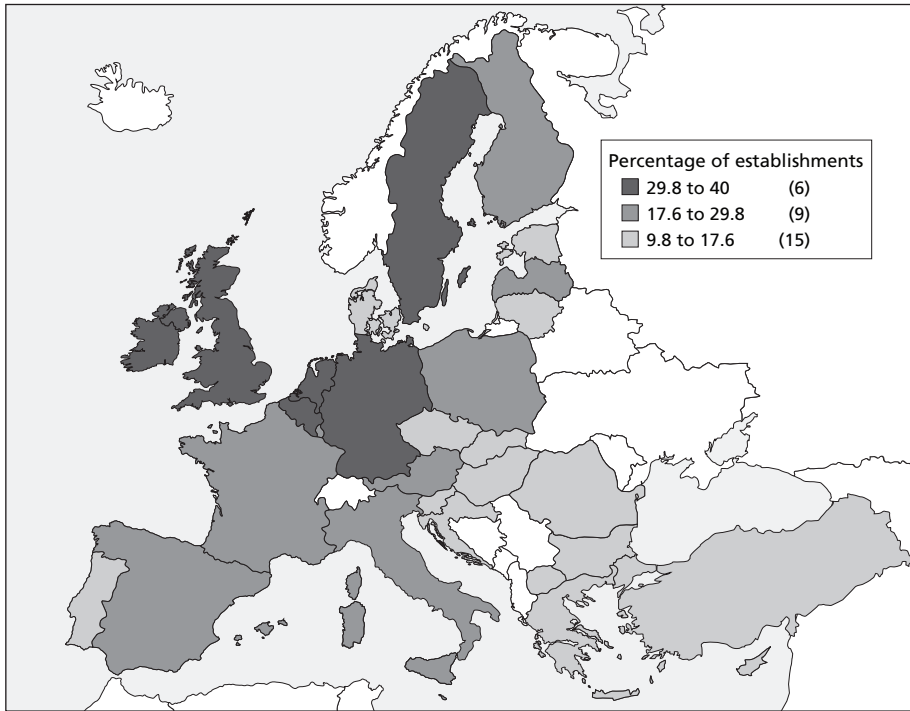 Percentage of establishments
29.8 to 40 (6)
17.6 to 29.8 (9)
9.8 to 17.6 (15)